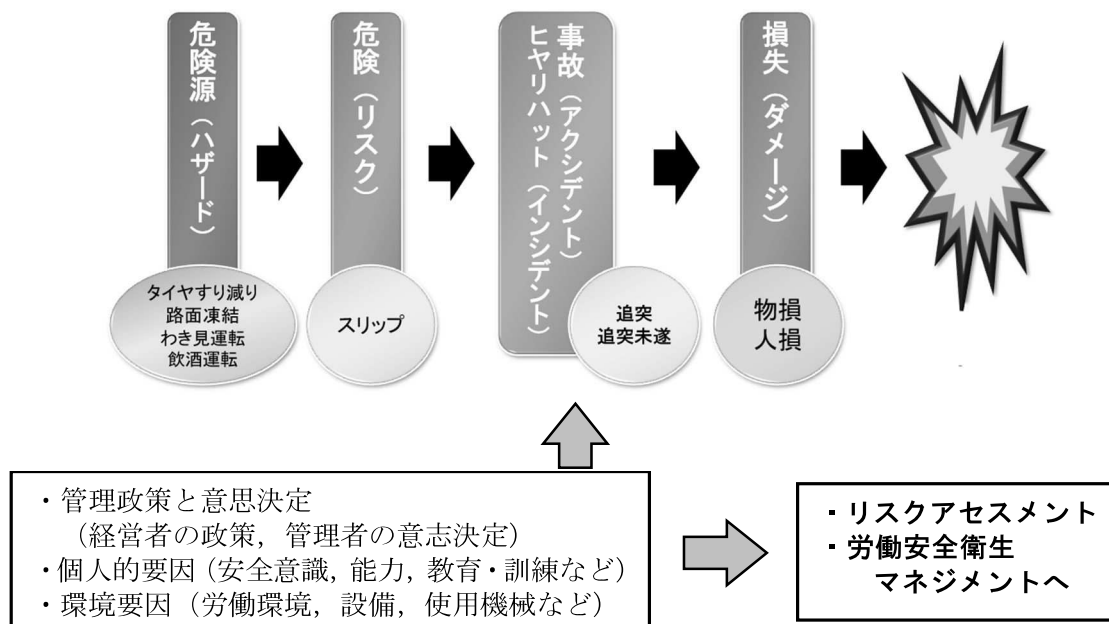 危険源(ハザード)
タイヤすり減り
路面凍結
わき見運転
飲酒運転
危険(リスク)
スリップ
事故(アクシデント)
ヒヤリハット(インシデント)
追突
追突未遂
損失(ダメージ)
物損
人損
・管理政策と意思決定
(経営者の政策,管理者の意志決定)
・個人的要因(安全意識,能力,教育・訓練など)
・環境要因(労働環境,設備,使用機械など)
・リスクアセスメント
・労働安全衛生
マネジメントへ